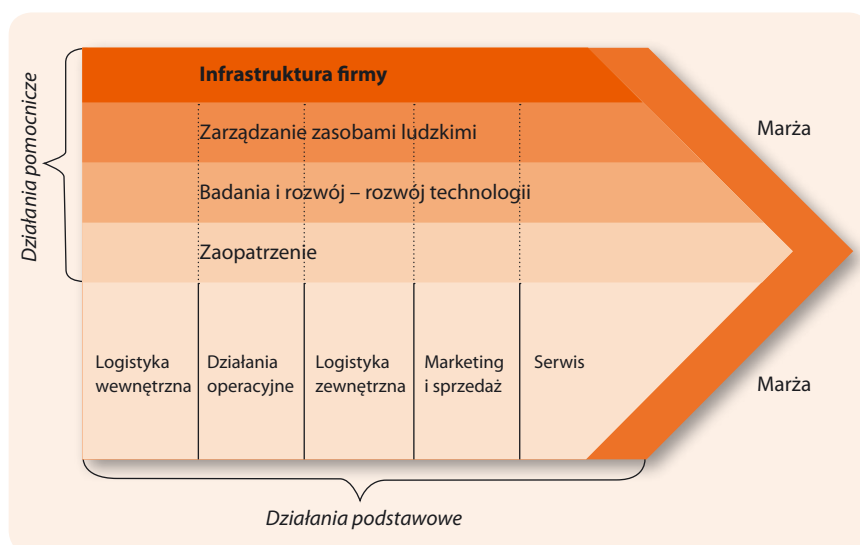 Działania pomocnicze
Infrastruktura firmy
Zarządzanie zasobami ludzkimi
Badania i rozwój – rozwój technologii
Zaopatrzenie
Marża
Logistyka
wewnętrzna
Działania
operacyjne
Logistyka
zewnętrzna
Marketing
i sprzedaż
Serwis
Marża
Działania podstawowe